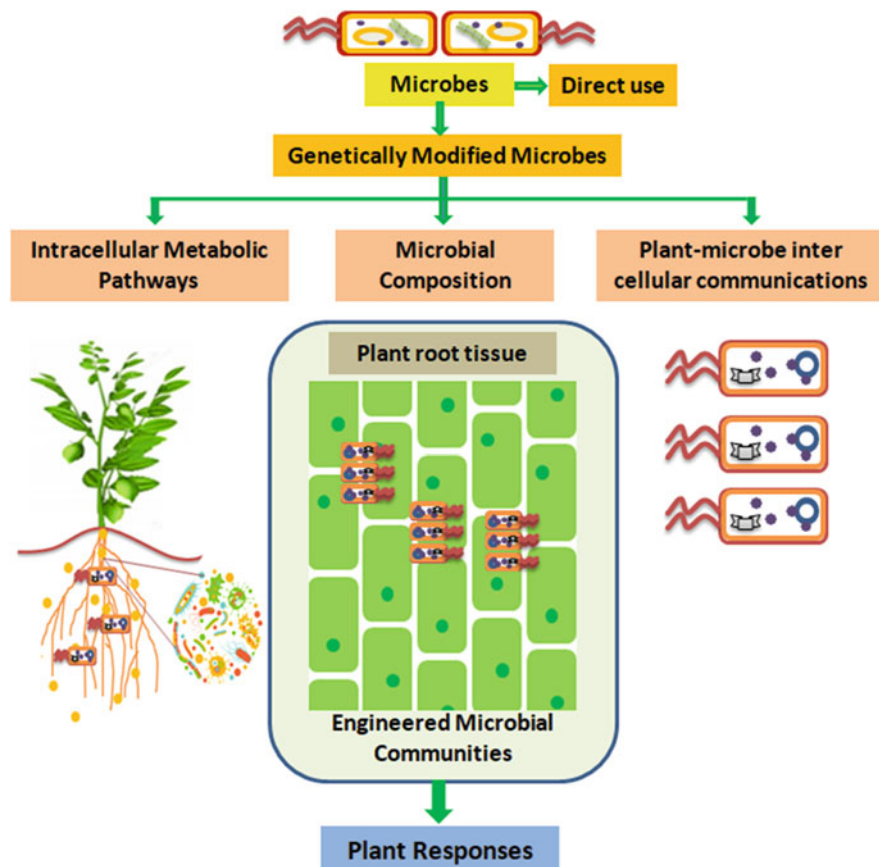 Microbes
Direct use
Genetically Modified Microbes
Intracellular Metabolic
Pathways
Microbial
Composition
Plant-microbe inter
cellular communications
Plant root tissue
Engineered Microbial
Communities
Plant Responses